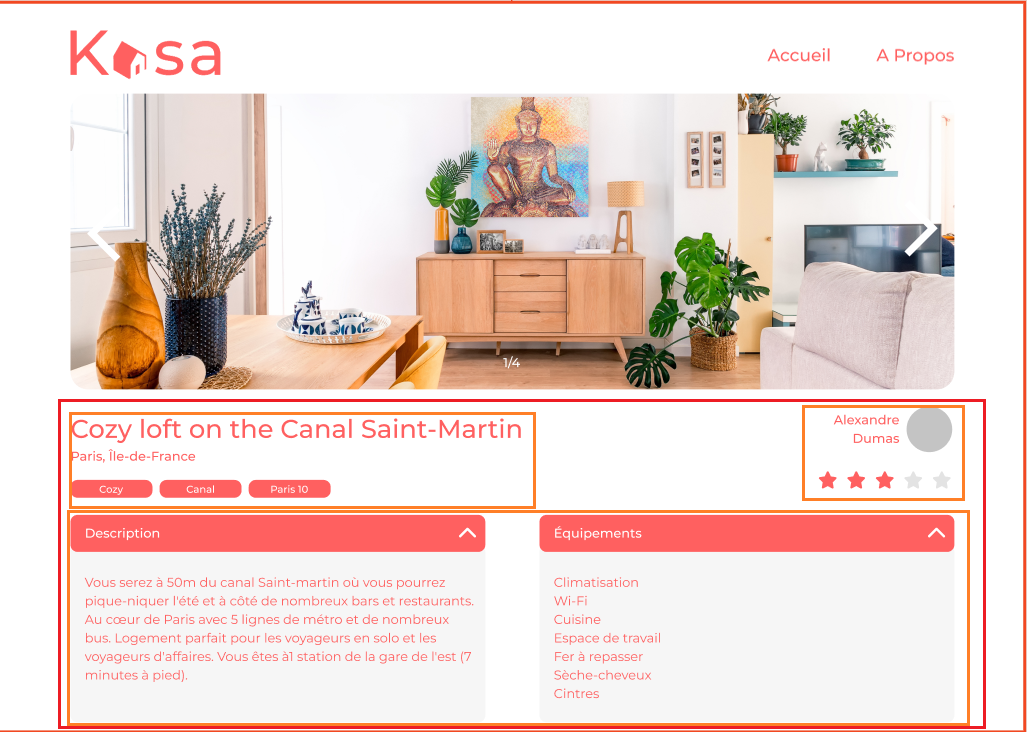 Kasa
Accueil
A Propos
1/4
Cozy loft on the Canal Saint-Martin
Paris, Île-de-France
Cozy
Canal
Paris 10
Alexandre
Dumas
Description
Vous serez à 50m du canal Saint-martin où vous pourrez
pique-niquer l'été et à côté de nombreux bars et restaurants.
Au cœur de Paris avec 5 lignes de métro et de nombreux
bus. Logement parfait pour les voyageurs en solo et les
voyageurs d'affaires. Vous êtes à1 station de la gare de l'est (7
minutes à pied).
Équipements
Climatisation
Wi-Fi
Cuisine
Espace de travail
Fer à repasser
Sèche-cheveux
Cintres